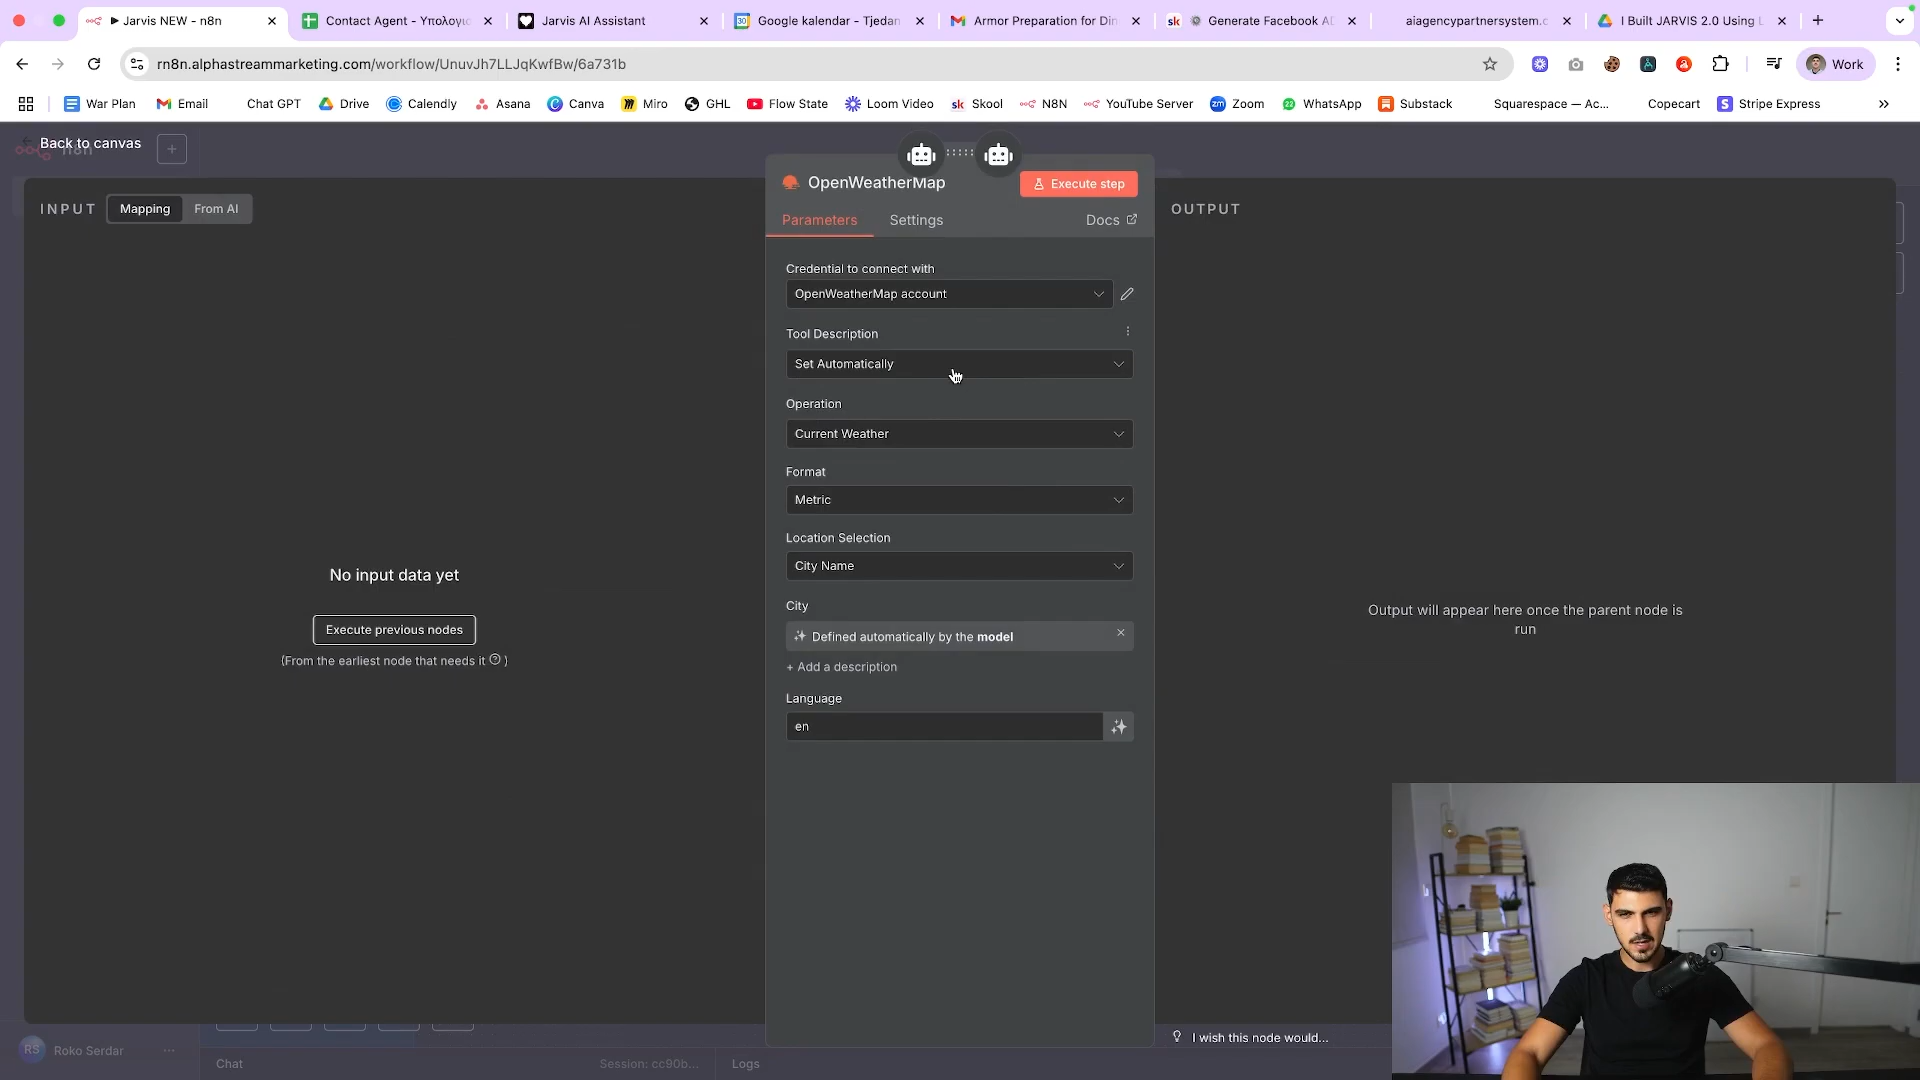 ▶ Jarvis NEW - n8n
Contact Agent - Υπολογισ
Jarvis AI Assistant
Google kalendar - Tjedan
Armor Preparation for Din
Generate Facebook AD
aiagencypartnersystem.c
I Built JARVIS 2.0 Using L
rn8n.alphastreammarketing.com/workflow/UnuvJh7LLJqKwfBw/6a731b
Work
War Plan
Email
Chat GPT
Drive
Calendly
Asana
Canva
Miro
GHL
Flow State
Loom Video
Skool
N8N
YouTube Server
Zoom
WhatsApp
Substack
Squarespace — Ac...
Copecart
Stripe Express
Back to canvas
OpenWeatherMap
Execute step
INPUT
Mapping
From AI
OUTPUT
Parameters
Settings
Docs
Credential to connect with
OpenWeatherMap account
Tool Description
Set Automatically
Operation
Current Weather
Format
Metric
Location Selection
City Name
City
Defined automatically by the model
+ Add a description
Language
en
No input data yet
Execute previous nodes
(From the earliest node that needs it ? )
Output will appear here once the parent node is
run
I wish this node would...
RS
Roko Serdar
Chat
Session: cc90b...
Logs